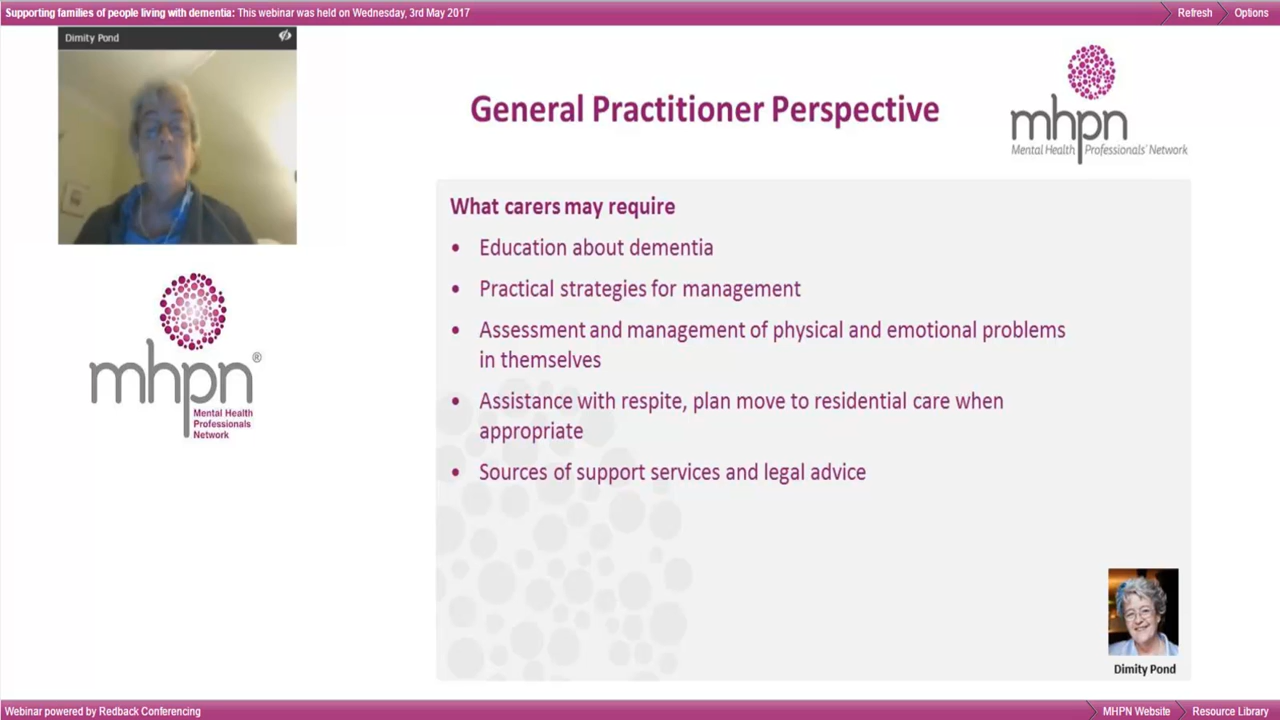 Supporting families of people living with dementia: This webinar was held on Wednesday, 3rd May 2017
Refresh
Options
Dimity Pond
mhpn®
Mental Health
Professionals
Network
General Practitioner Perspective
mhpn
Mental Health Professionals' Network
What carers may require
• Education about dementia
• Practical strategies for management
• Assessment and management of physical and emotional problems
in themselves
• Assistance with respite, plan move to residential care when
appropriate
• Sources of support services and legal advice
Dimity Pond
Webinar powered by Redback Conferencing
MHPN Website
Resource Library